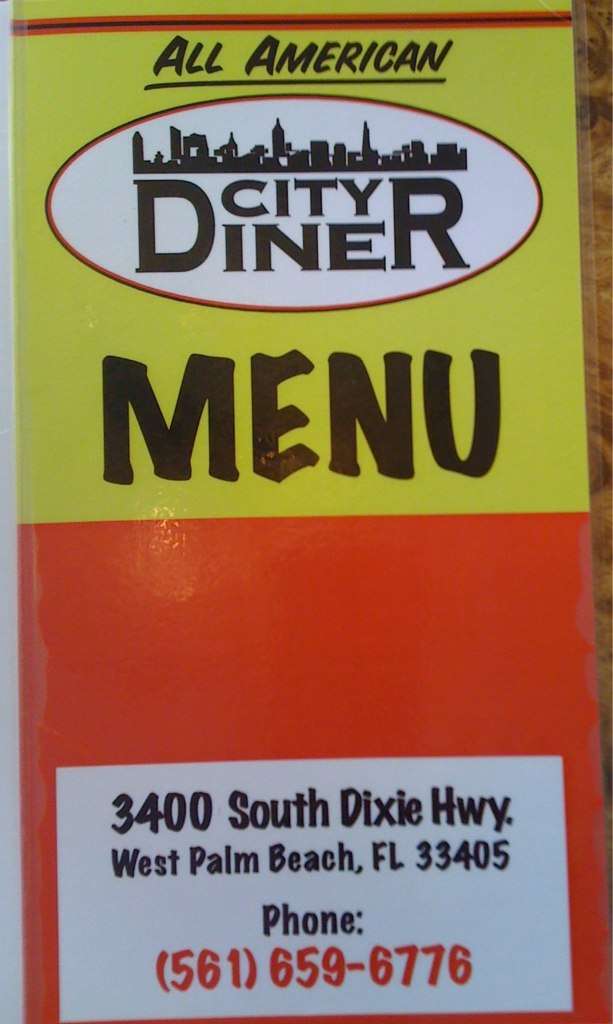 ALL AMERICAN
CITY
DINER
MENU
3400 South Dixie Hwy.
West Palm Beach, FL 33405
Phone:
(561) 659-6776